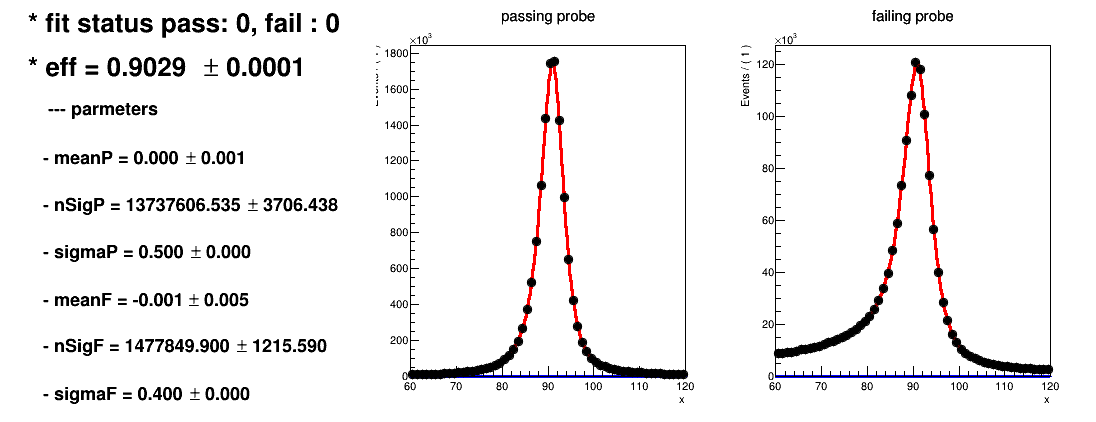 * fit status pass: 0, fail : 0
* eff = 0.9029 ± 0.0001
--- parmeters
- meanP = 0.000 ± 0.001
- nSigP = 13737606.535 ± 3706.438
- sigmaP = 0.500 ± 0.000
- meanF = -0.001 ± 0.005
- nSigF = 1477849.900 ± 1215.590
- sigmaF = 0.400 ± 0.000
passing probe
×10³
1800
1600
1400
1200
1000
800
600
400
200
0
60 70 80 90 100 110 120
x
failing probe
×10³
Events / ( 1 )
120
100
80
60
40
20
0
60 70 80 90 100 110 120
x